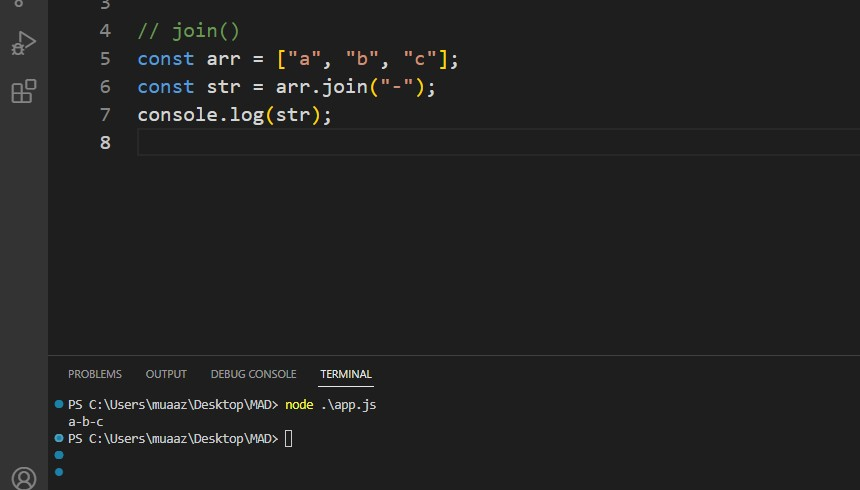 3
4 // join()
5 const arr = ["a", "b", "c"];
6 const str = arr.join("-");
7 console.log(str);
8
PROBLEMS OUTPUT DEBUG CONSOLE TERMINAL
PS C:\Users\muaaz\Desktop\MAD> node .\app.js
a-b-c
PS C:\Users\muaaz\Desktop\MAD>